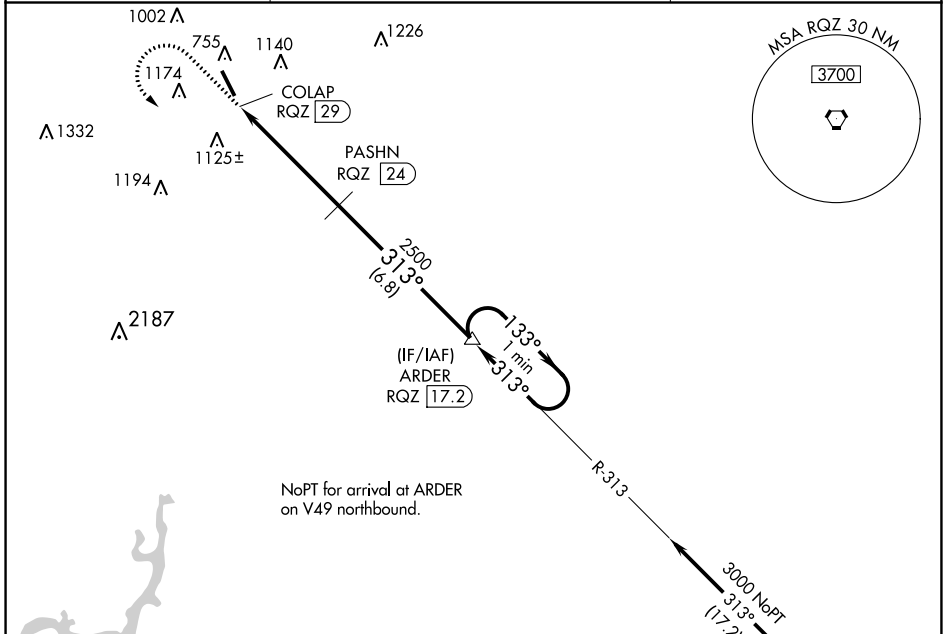 1002
755
1140
1226
1174
COLAP
RQZ 29
1332
1125±
PASHN
RQZ 24
1194
MSA RQZ 30 NM
3700
2500
313°
(6.8)
2187
133°
1 min
313°
(IF/IAF)
ARDER
RQZ 17.2
R-313
NoPT for arrival at ARDER
on V49 northbound.
3000 NoPT
313°
(17.2)